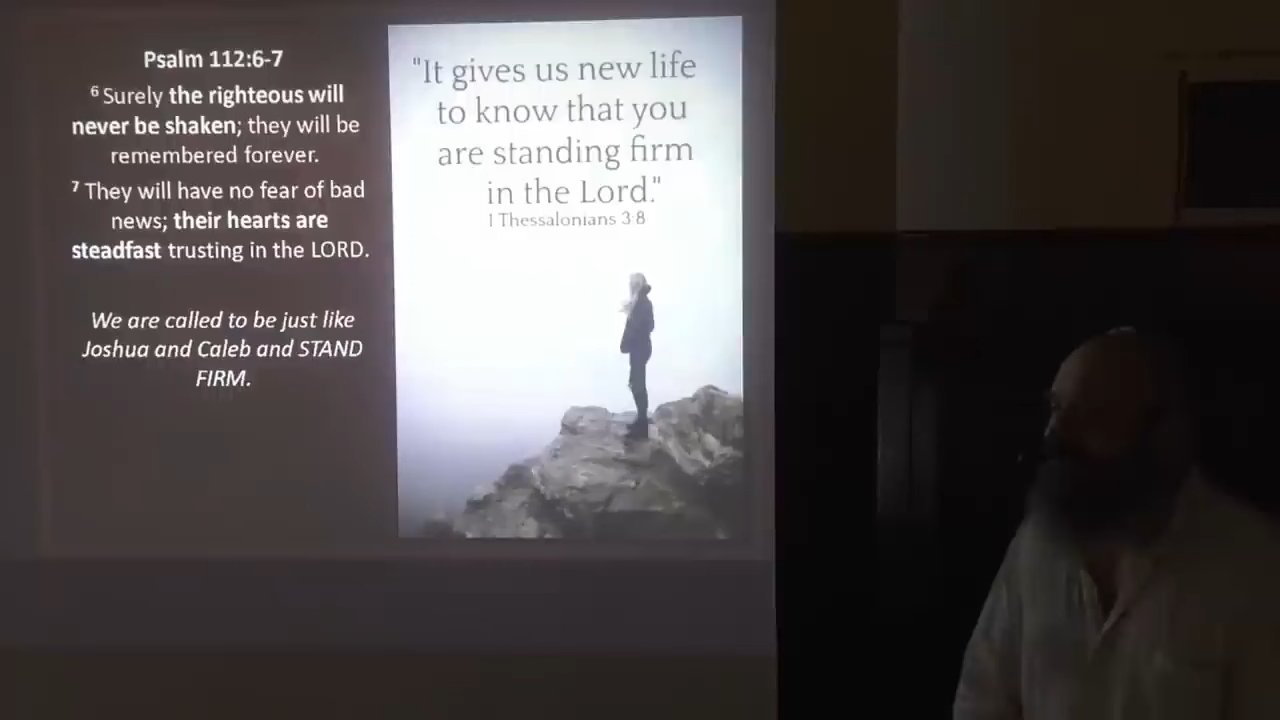 Psalm 112:6-7
6 Surely the righteous will
never be shaken; they will be
remembered forever.
7 They will have no fear of bad
news; their hearts are
steadfast trusting in the LORD.
We are called to be just like
Joshua and Caleb and STAND
FIRM.
"It gives us new life
to know that you
are standing firm
in the Lord."
1 Thessalonians 3:8